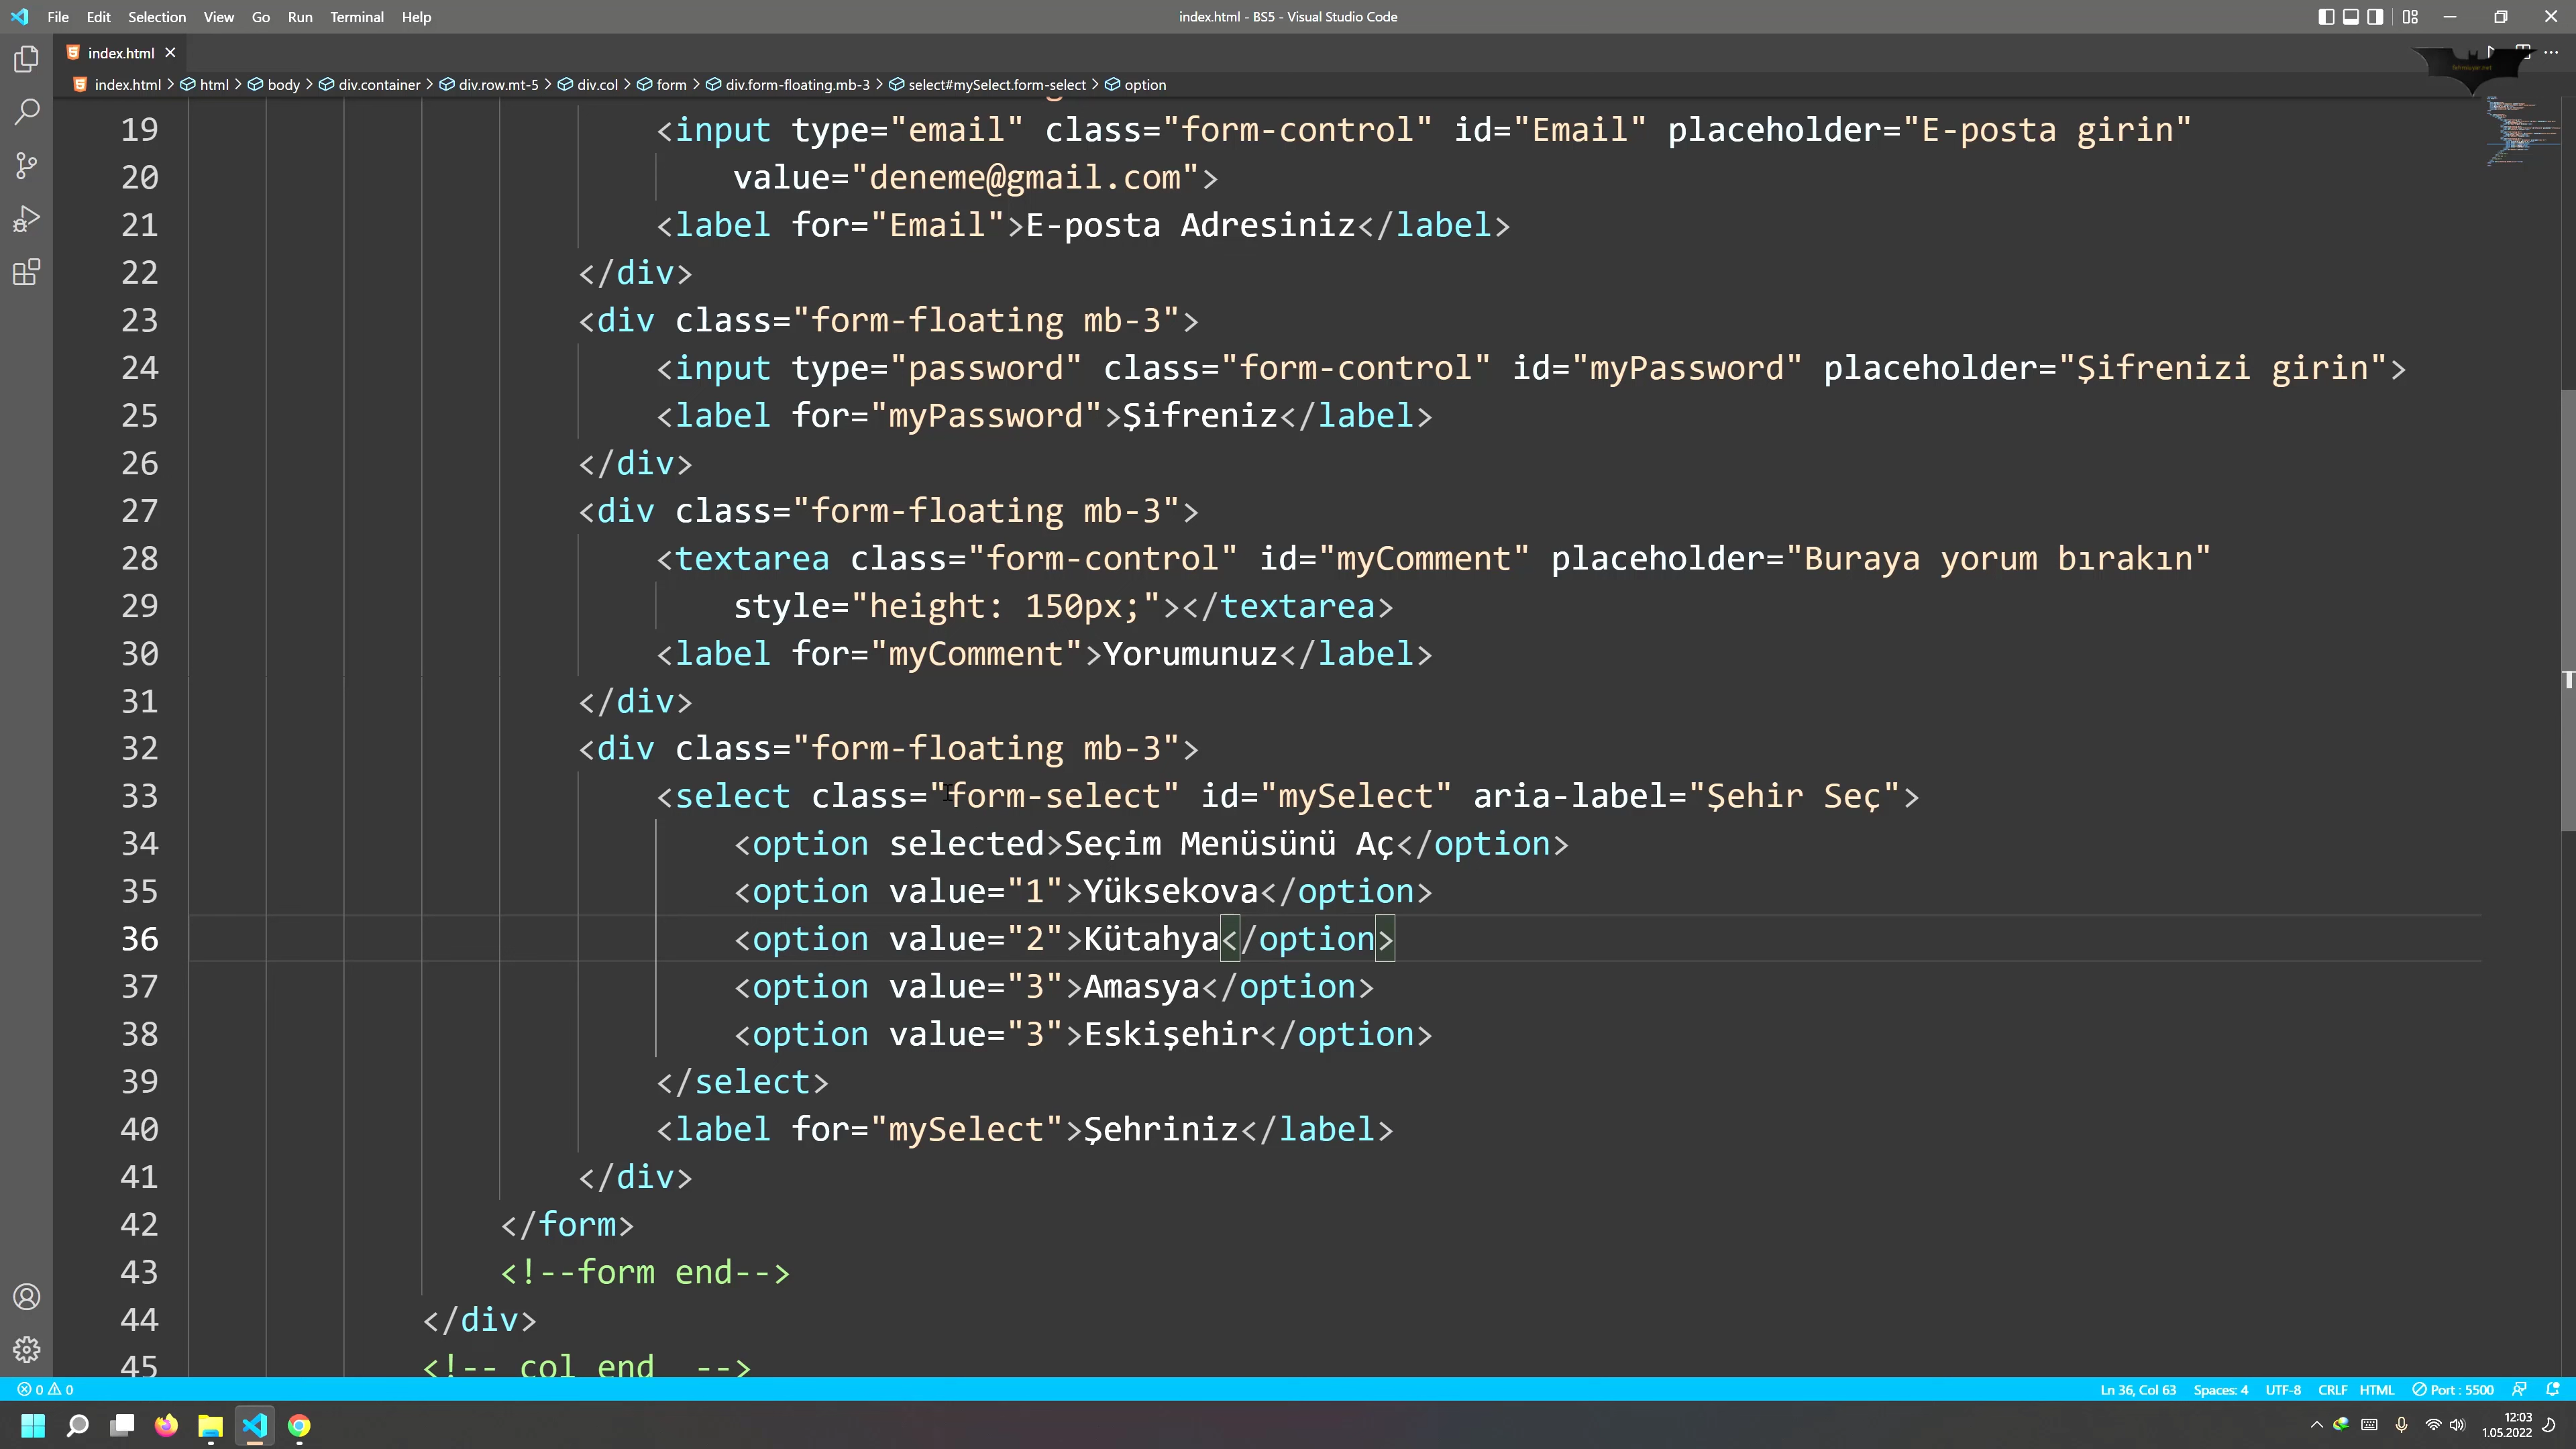 File Edit Selection View Go Run Terminal Help
index.html - BS5 - Visual Studio Code
index.html
index.html > html > body > div.container > div.row.mt-5 > div.col > form > div.form-floating.mb-3 > select#mySelect.form-select > option
19 <input type="email" class="form-control" id="Email" placeholder="E-posta girin"
20 value="deneme@gmail.com">
21 <label for="Email">E-posta Adresiniz</label>
22 </div>
23 <div class="form-floating mb-3">
24 <input type="password" class="form-control" id="myPassword" placeholder="Şifrenizi girin">
25 <label for="myPassword">Şifreniz</label>
26 </div>
27 <div class="form-floating mb-3">
28 <textarea class="form-control" id="myComment" placeholder="Buraya yorum bırakın"
29 style="height: 150px;"></textarea>
30 <label for="myComment">Yorumunuz</label>
31 </div>
32 <div class="form-floating mb-3">
33 <select class="form-select" id="mySelect" aria-label="Şehir Seç">
34 <option selected>Seçim Menüsünü Aç</option>
35 <option value="1">Yüksekova</option>
36 <option value="2">Kütahya</option>
37 <option value="3">Amasya</option>
38 <option value="3">Eskişehir</option>
39 </select>
40 <label for="mySelect">Şehriniz</label>
41 </div>
42 </form>
43 <!--form end-->
44 </div>
45 <!-- col end -->
0 0
Ln 36, Col 63 Spaces: 4 UTF-8 CRLF HTML Port : 5500
12:03
1.05.2022